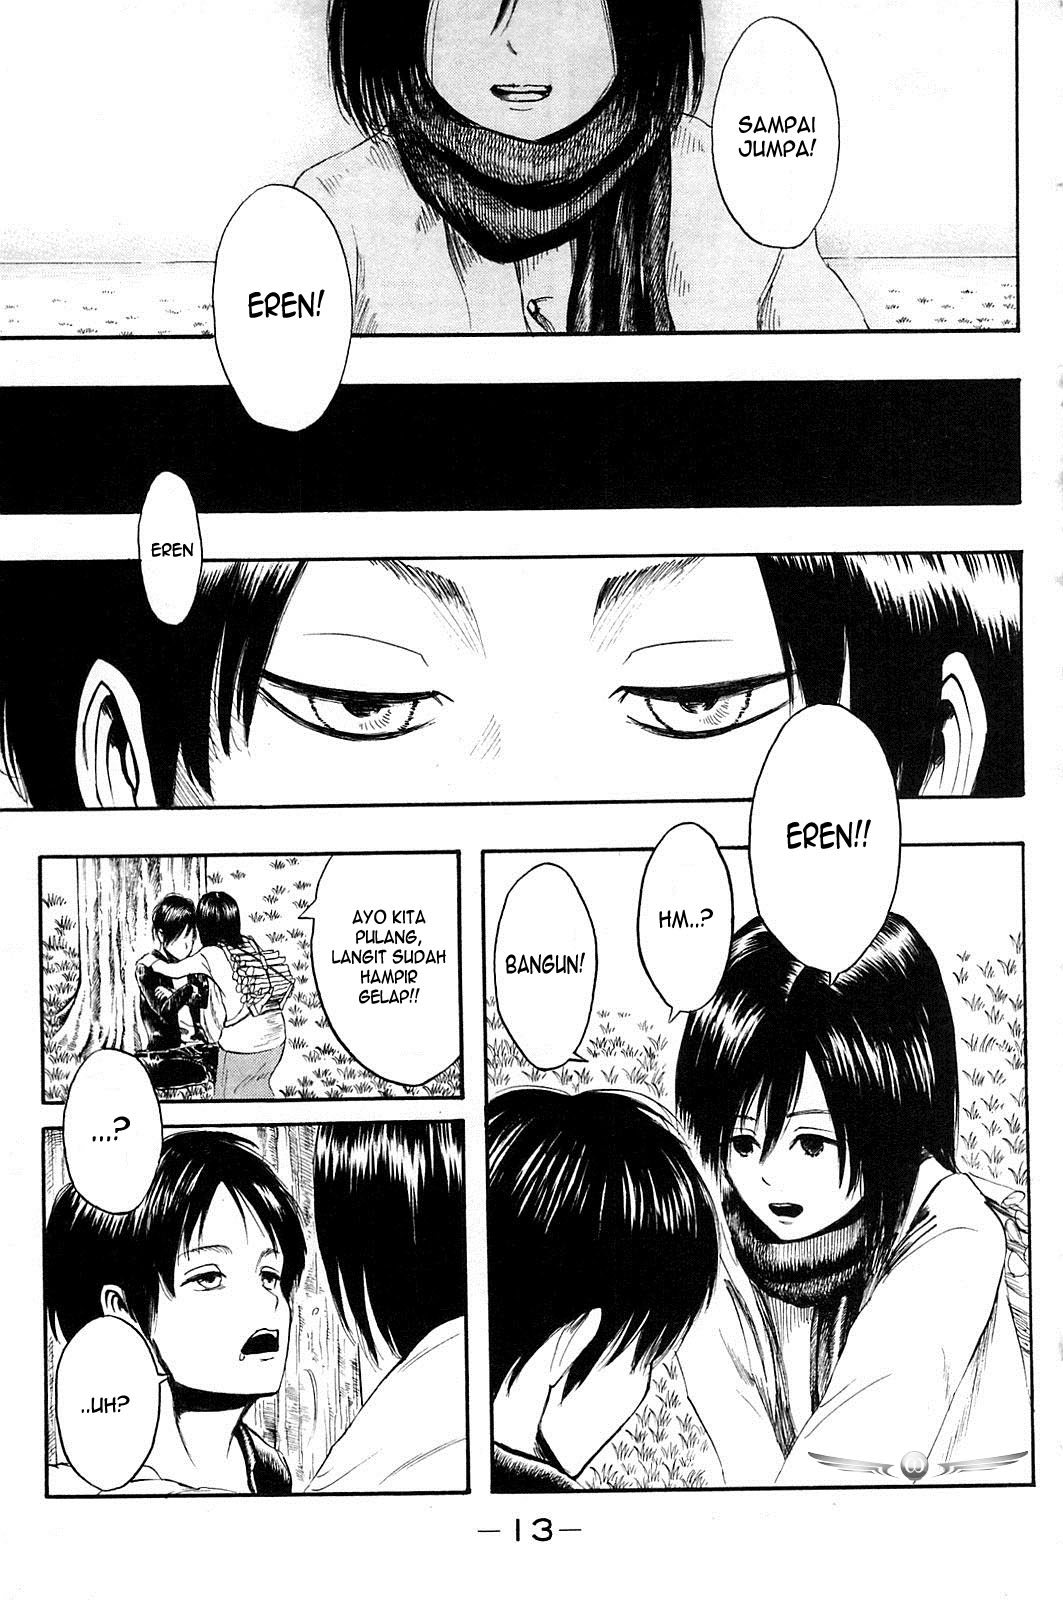 SAMPAI
JUMPA!
EREN!
EREN
EREN!!
HM..?
BANGUN!
AYO KITA
PULANG,
LANGIT SUDAH
HAMPIR
GELAP!!
...?
..UH?
－13－